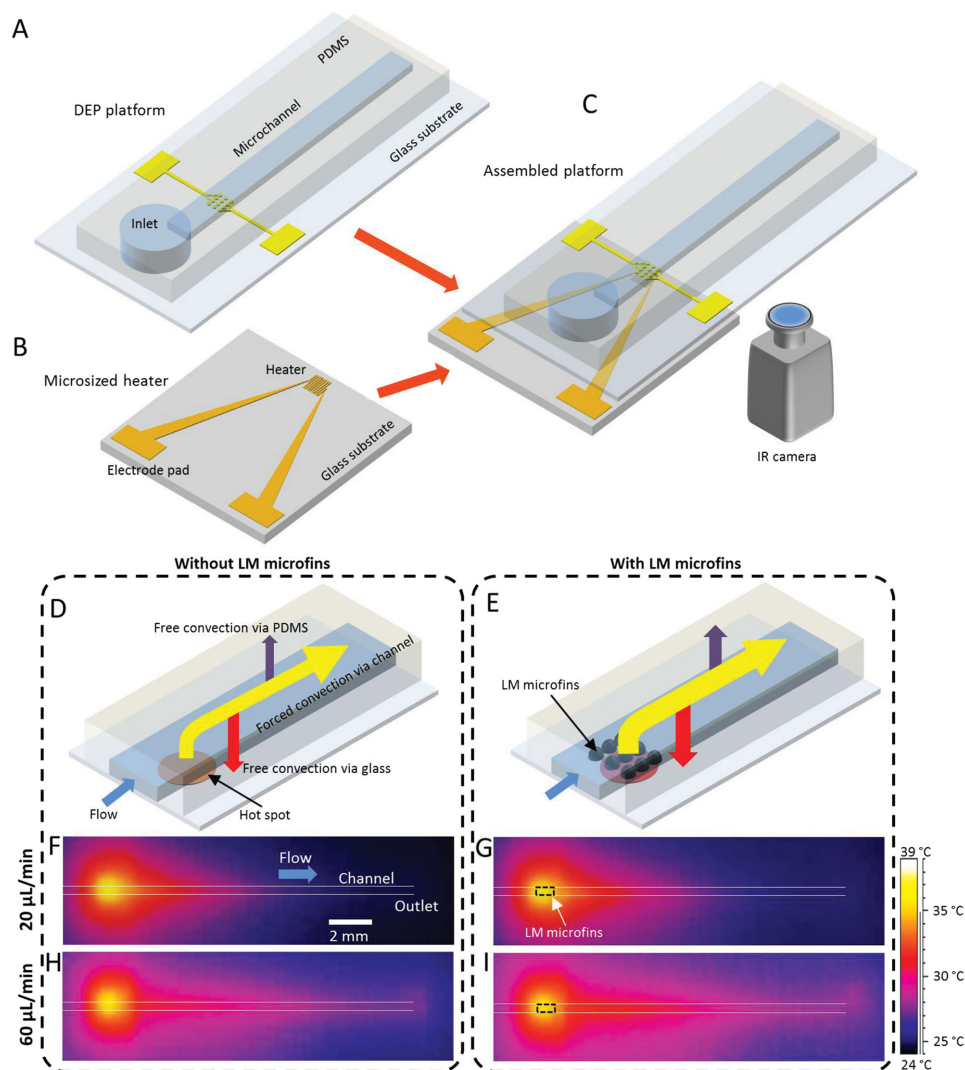 A
PDMS
DEP platform
Microchannel
Glass substrate
Inlet
C
Assembled platform
B
Heater
Microsized heater
Glass substrate
Electrode pad
IR camera
Without LM microfins
With LM microfins
D
Free convection via PDMS
Forced convection via channel
Free convection via glass
Flow
Hot spot
E
LM microfins
20 µL/min
F
Flow
Channel
Outlet
2 mm
G
LM microfins
39 °C
35 °C
30 °C
25 °C
24 °C
60 µL/min
H
I